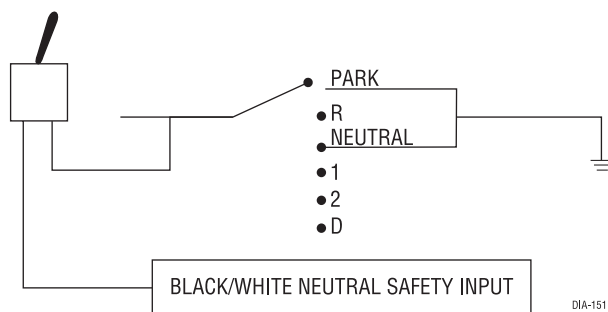 PARK
R
NEUTRAL
1
2
D
BLACK/WHITE NEUTRAL SAFETY INPUT
DIA-151